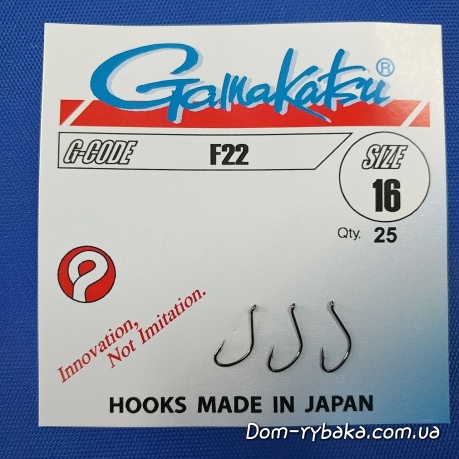 Gamakatsu®
G-CODE F22 SIZE
16
Qty. 25
Innovation,
Not Imitation.
HOOKS MADE IN JAPAN
Dom-rybaka.com.ua